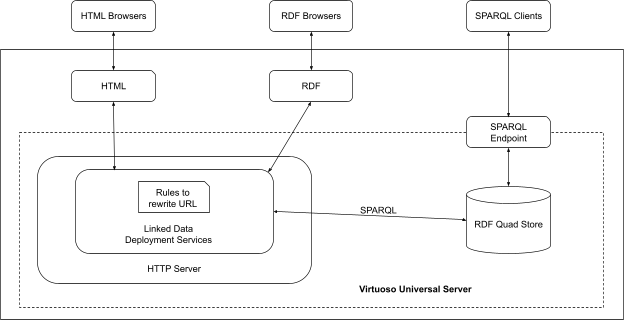 HTML Browsers
RDF Browsers
SPARQL Clients
HTML
RDF
SPARQL
Endpoint
Rules to
rewrite URL
Linked Data
Deployment Services
HTTP Server
SPARQL
RDF Quad Store
Virtuoso Universal Server